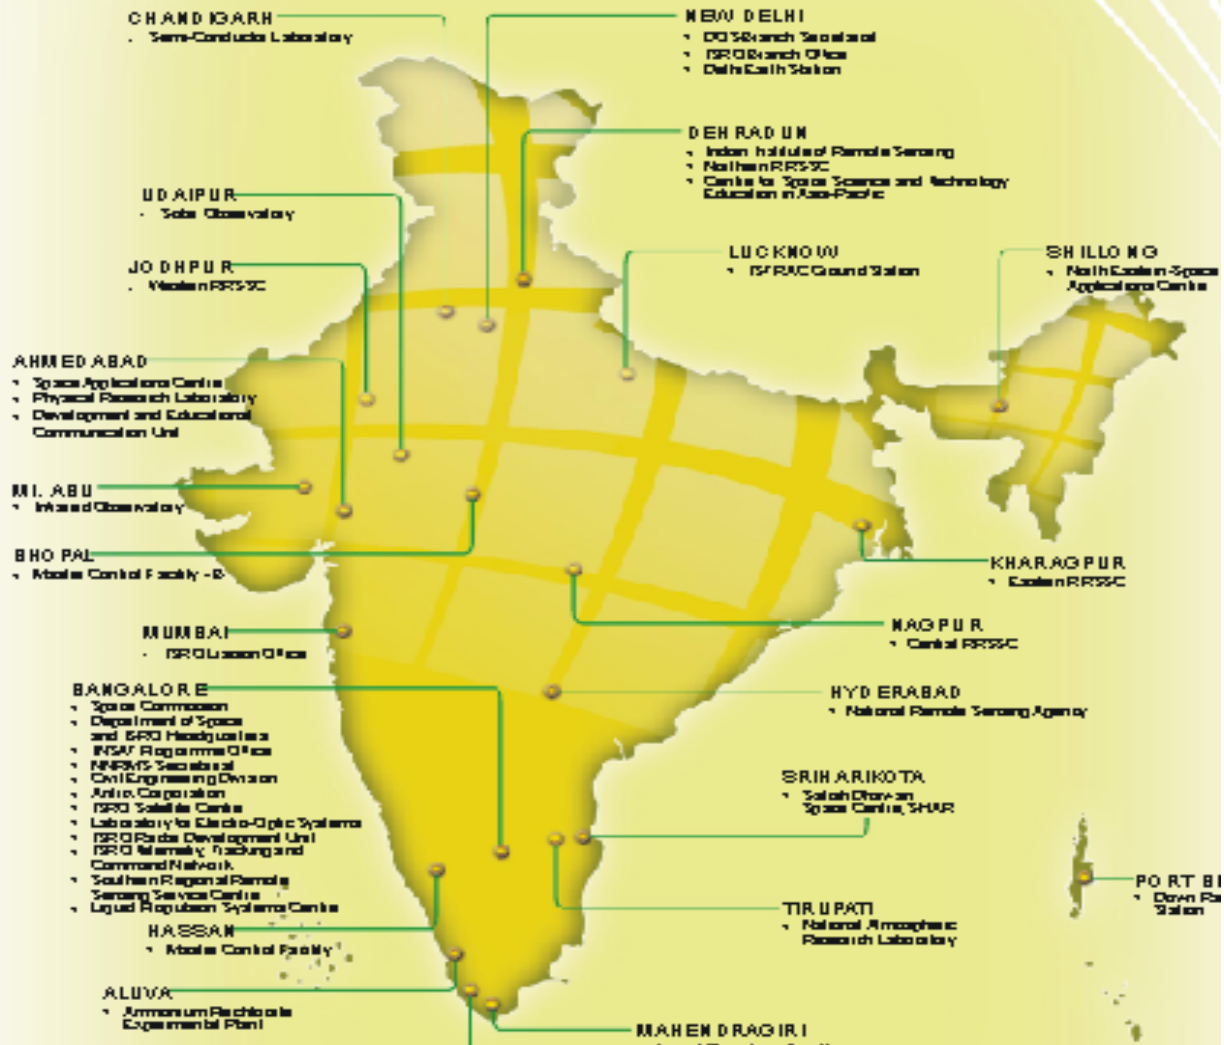 CHANDIGARH
Semi-Conductor Laboratory
NEW DELHI
DOS Branch Secretariat
ISRO Branch Office
Delhi Earth Station
DEHRADUN
Indian Institute of Remote Sensing
Northern RRSSC
Centre for Space Science and Technology
Education in Asia-Pacific
UDAIPUR
Solar Observatory
LUCKNOW
ISTRAC Ground Station
SHILLONG
North Eastern-Space
Applications Centre
JODHPUR
Western RRSSC
AHMEDABAD
Space Applications Centre
Physical Research Laboratory
Development and Educational
Communication Unit
Mt. ABU
Infrared Observatory
BHOPAL
Master Control Facility -B
KHARAGPUR
Eastern RRSSC
NAGPUR
Central RRSSC
MUMBAI
ISRO Liaison Office
BANGALORE
Space Commission
Department of Space
and ISRO Headquarters
INSAT Programme Office
NNRMS Secretariat
Civil Engineering Division
Antrix Corporation
ISRO Satellite Centre
Laboratory for Electro-Optic Systems
ISRO Radar Development Unit
ISRO Telemetry, Tracking and
Command Network
Southern Regional Remote
Sensing Service Centre
Liquid Propulsion Systems Centre
HYDERABAD
National Remote Sensing Agency
SRIHARIKOTA
Satish Dhawan
Space Centre, SHAR
PORT
Down
Station
TIRUPATI
National Atmospheric
Research Laboratory
HASSAN
Master Control Facility
ALUVA
Ammonium Perchlorate
Experimental Plant
MAHENDRAGIRI